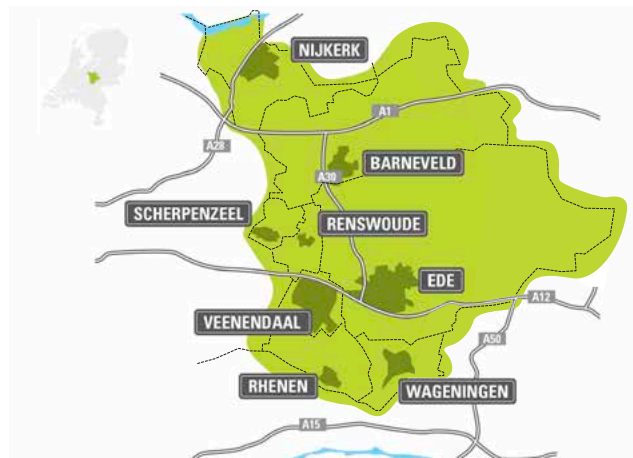 NIJKERK
A1
A28
BARNEVELD
A30
SCHERPENZEEL
RENSWOUDE
EDE
A12
VEENENDAAL
A50
RHENEN
WAGENINGEN
A15